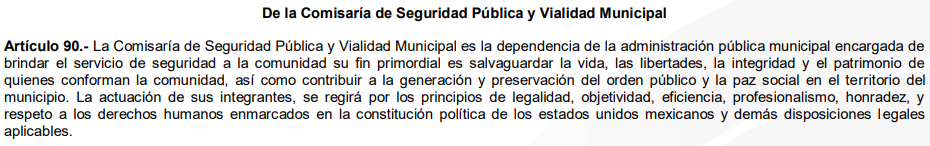 De la Comisaría de Seguridad Pública y Vialidad Municipal
Artículo 90.- La Comisaría de Seguridad Pública y Vialidad Municipal es la dependencia de la administración pública municipal encargada de
brindar el servicio de seguridad a la comunidad su fin primordial es salvaguardar la vida, las libertades, la integridad y el patrimonio de
quienes conforman la comunidad, así como contribuir a la generación y preservación del orden público y la paz social en el territorio del
municipio. La actuación de sus integrantes, se regirá por los principios de legalidad, objetividad, eficiencia, profesionalismo, honradez, y
respeto a los derechos humanos enmarcados en la constitución política de los estados unidos mexicanos y demás disposiciones legales
aplicables.